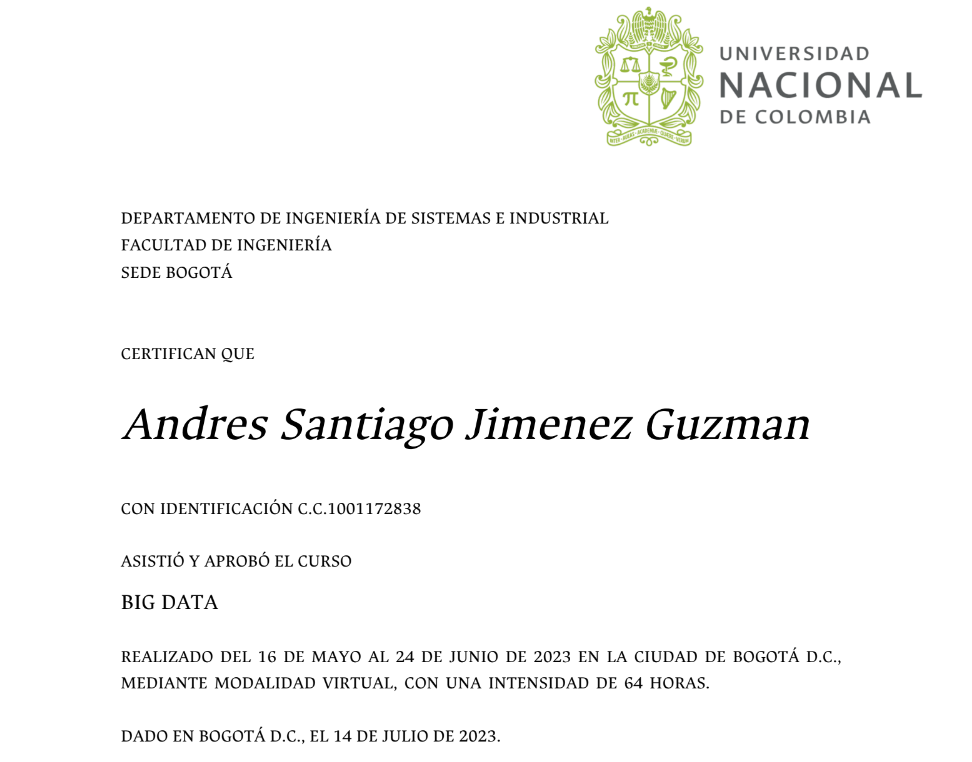 UNIVERSIDAD
NACIONAL
DE COLOMBIA
DEPARTAMENTO DE INGENIERÍA DE SISTEMAS E INDUSTRIAL
FACULTAD DE INGENIERÍA
SEDE BOGOTÁ
CERTIFICAN QUE
Andres Santiago Jimenez Guzman
CON IDENTIFICACIÓN C.C.1001172838
ASISTIÓ Y APROBÓ EL CURSO
BIG DATA
REALIZADO DEL 16 DE MAYO AL 24 DE JUNIO DE 2023 EN LA CIUDAD DE BOGOTÁ D.C.,
MEDIANTE MODALIDAD VIRTUAL, CON UNA INTENSIDAD DE 64 HORAS.
DADO EN BOGOTÁ D.C., EL 14 DE JULIO DE 2023.